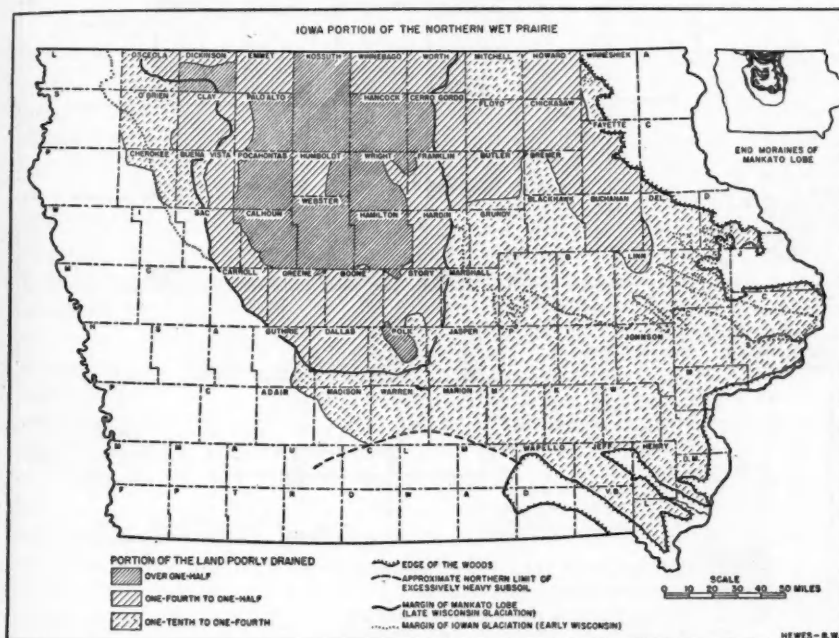 IOWA PORTION OF THE NORTHERN WET PRAIRIE
L OSCEOLA DICKINSON EMMET KOSSUTH WINNEBAGO WORTH MITCHELL HOWARD WINNESHIEK A
S O'BRIEN CLAY PALO ALTO HANCOCK CERRO GORDO FLOYD CHICKASAW
FAYETTE C
END MORAINES OF
MANKATO LOBE
P CHEROKEE BUENA VISTA POCAHONTAS HUMBOLDT WRIGHT FRANKLIN BUTLER BREMER
WEBSTER BLACKHAWK BUCHANAN DEL. D
W I SAC CALHOUN HAMILTON HARDIN GRUNDY
M C CARROLL GREENE BOONE STORY MARSHALL T B LINN J J
C
H S A GUTHRIE DALLAS POLK JASPER P I JOHNSON S
M
P C ADAIR MADISON WARREN MARION M K W L
M M A U C L M WAPELLO JEFF. HENRY D.M.
F P T R D W A D V.B.
PORTION OF THE LAND POORLY DRAINED
OVER ONE-HALF
ONE-FOURTH TO ONE-HALF
ONE-TENTH TO ONE-FOURTH
EDGE OF THE WOODS
APPROXIMATE NORTHERN LIMIT OF
EXCESSIVELY HEAVY SUBSOIL
MARGIN OF MANKATO LOBE
(LATE WISCONSIN GLACIATION)
MARGIN OF IOWAN GLACIATION (EARLY WISCONSIN)
SCALE
0 10 20 30 40 50 MILES